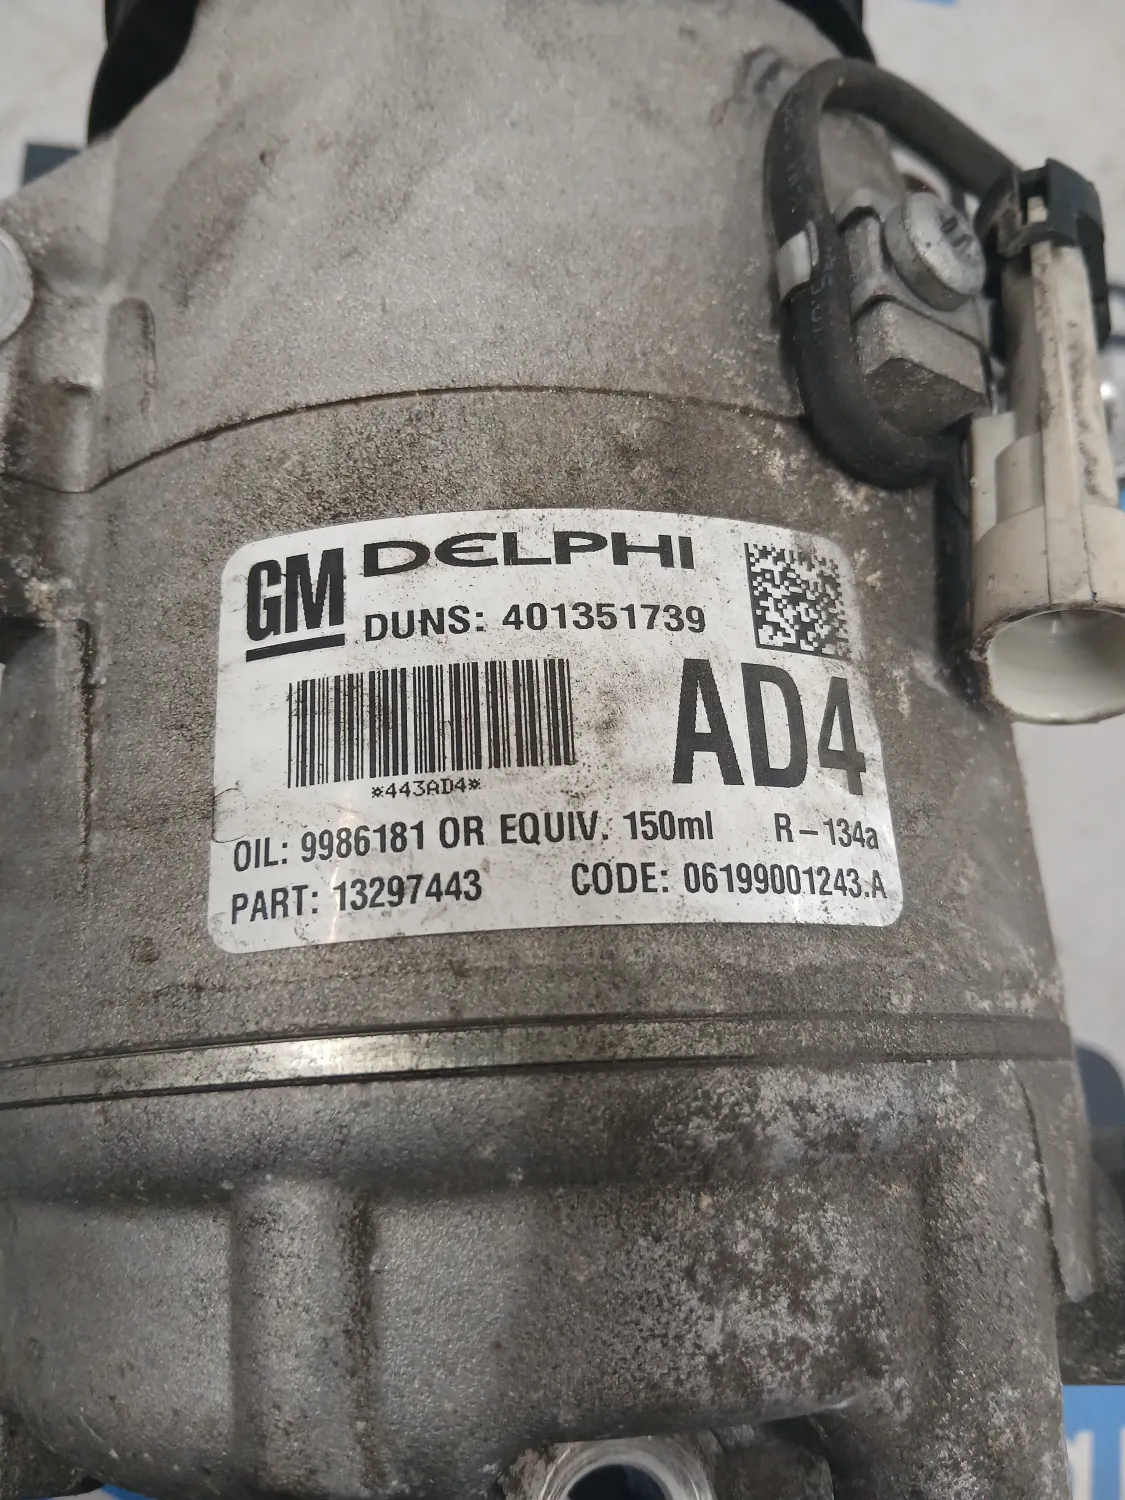 GM DELPHI
DUNS: 401351739
AD4
*443AD4*
OIL: 9986181 OR EQUIV. 150ml R-134a
PART: 13297443 CODE: 06199001243.A